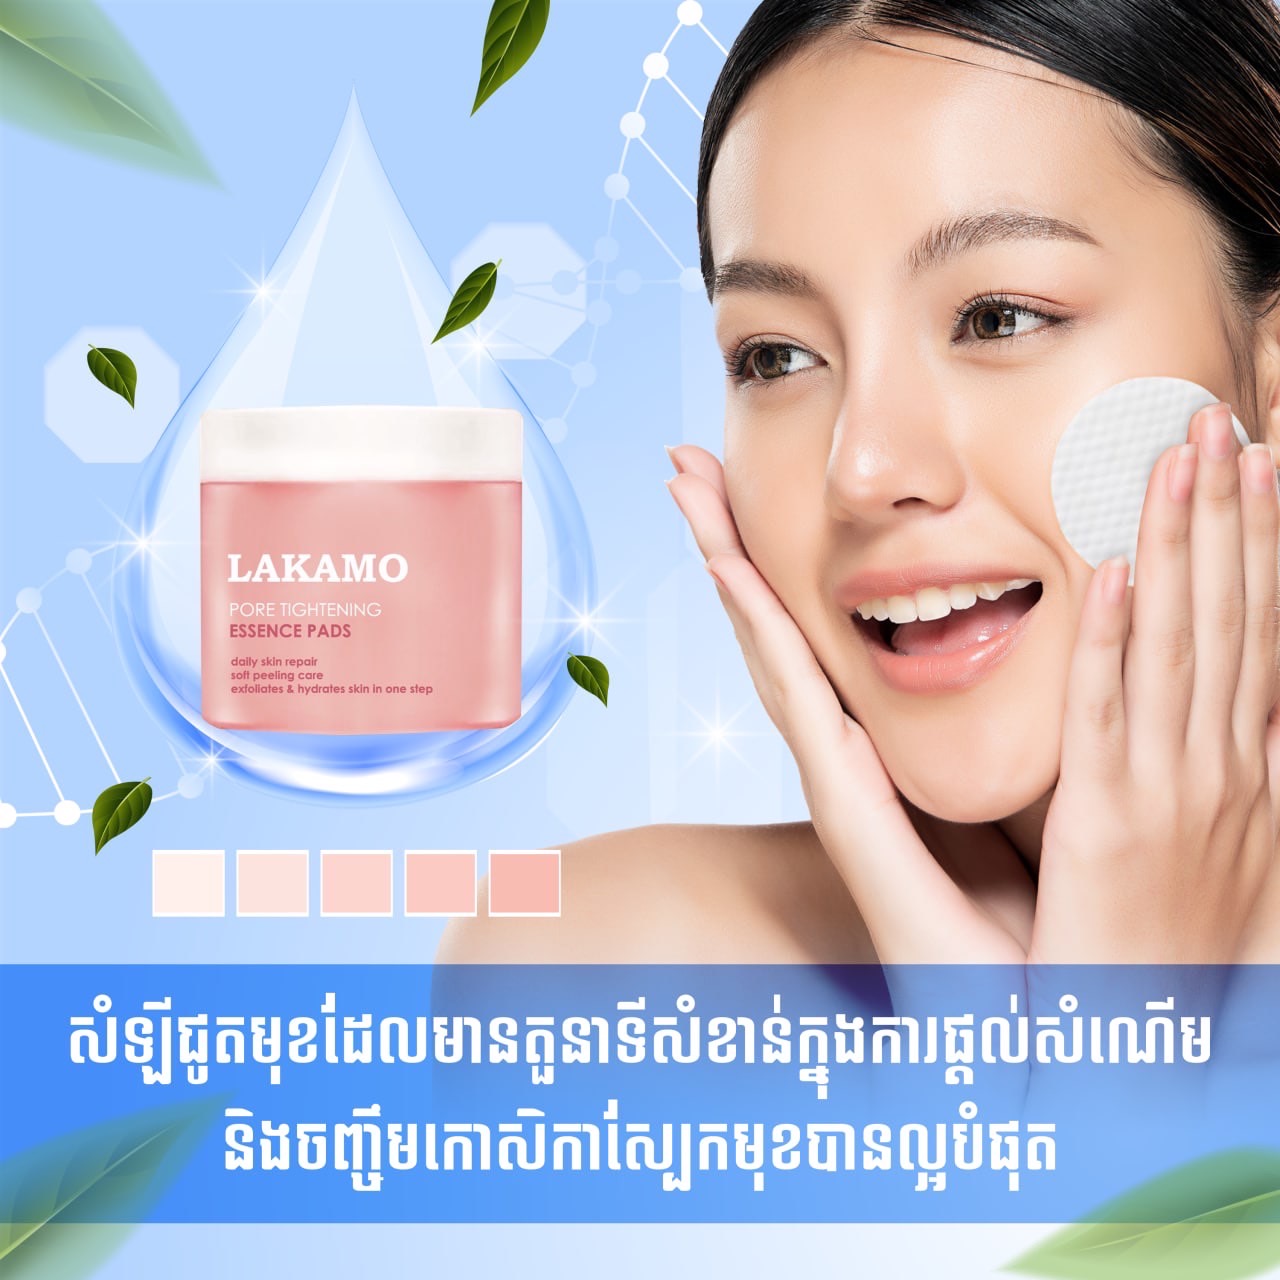 LAKAMO
PORE TIGHTENING
ESSENCE PADS
daily skin repair
soft peeling care
exfoliates & hydrates skin in one step
សំឡីជូតមុខដែលមានតួនាទីសំខាន់ក្នុងការផ្ដល់សំណើម
និងចញ្ចឹមកោសិកាស្បែកមុខបានល្អបំផុត